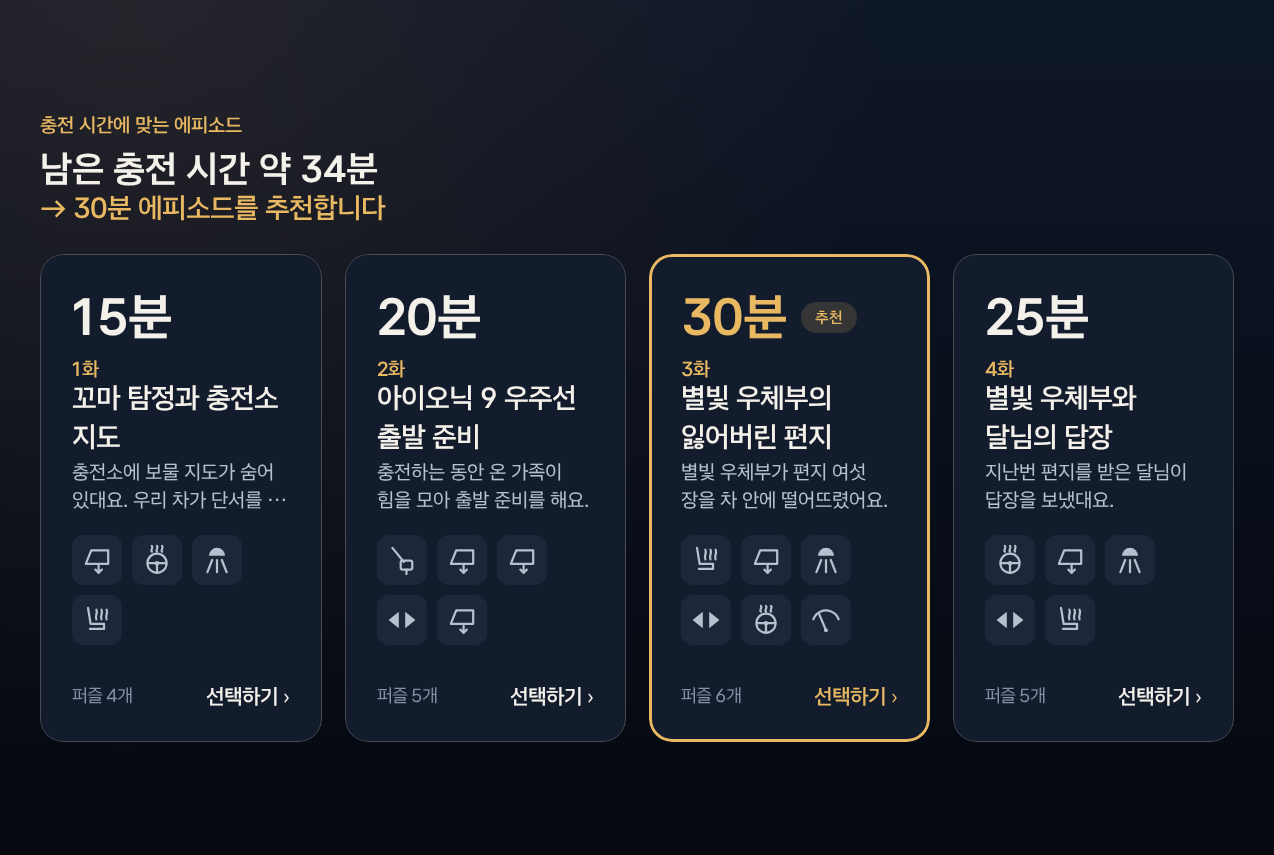 충전 시간에 맞는 에피소드
남은 충전 시간 약 34분
→ 30분 에피소드를 추천합니다
15분
1화
꼬마 탐정과 충전소
지도
충전소에 보물 지도가 숨어
있대요. 우리 차가 단서를 …
퍼즐 4개
선택하기 ›
20분
2화
아이오닉 9 우주선
출발 준비
충전하는 동안 온 가족이
힘을 모아 출발 준비를 해요.
퍼즐 5개
선택하기 ›
30분
추천
3화
별빛 우체부의
잃어버린 편지
별빛 우체부가 편지 여섯
장을 차 안에 떨어뜨렸어요.
퍼즐 6개
선택하기 ›
25분
4화
별빛 우체부와
달님의 답장
지난번 편지를 받은 달님이
답장을 보냈대요.
퍼즐 5개
선택하기 ›